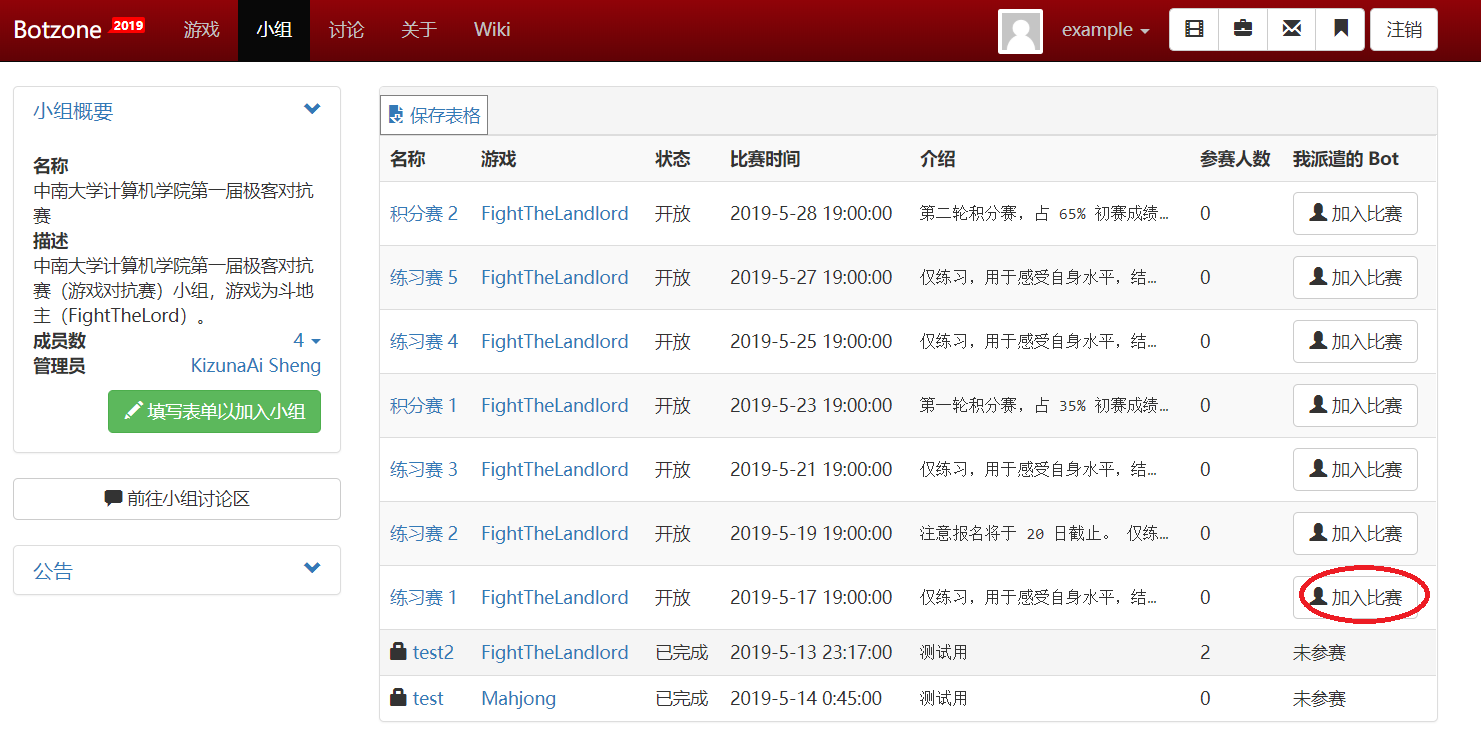 Botzone 2019 游戏 小组 讨论 关于 Wiki example 注销
小组概要
名称
中南大学计算机学院第一届极客对抗
赛
描述
中南大学计算机学院第一届极客对抗
赛（游戏对抗赛）小组，游戏为斗地
主（FightTheLord）。
成员数 4
管理员 KizunaAi Sheng
填写表单以加入小组
前往小组讨论区
公告
保存表格
名称 游戏 状态 比赛时间 介绍 参赛人数 我派遣的 Bot
积分赛 2 FightTheLandlord 开放 2019-5-28 19:00:00 第二轮积分赛，占 65% 初赛成绩… 0 加入比赛
练习赛 5 FightTheLandlord 开放 2019-5-27 19:00:00 仅练习，用于感受自身水平，结… 0 加入比赛
练习赛 4 FightTheLandlord 开放 2019-5-25 19:00:00 仅练习，用于感受自身水平，结… 0 加入比赛
积分赛 1 FightTheLandlord 开放 2019-5-23 19:00:00 第一轮积分赛，占 35% 初赛成绩… 0 加入比赛
练习赛 3 FightTheLandlord 开放 2019-5-21 19:00:00 仅练习，用于感受自身水平，结… 0 加入比赛
练习赛 2 FightTheLandlord 开放 2019-5-19 19:00:00 注意报名将于 20 日截止。 仅练… 0 加入比赛
练习赛 1 FightTheLandlord 开放 2019-5-17 19:00:00 仅练习，用于感受自身水平，结… 0 加入比赛
test2 FightTheLandlord 已完成 2019-5-13 23:17:00 测试用 2 未参赛
test Mahjong 已完成 2019-5-14 0:45:00 测试用 0 未参赛